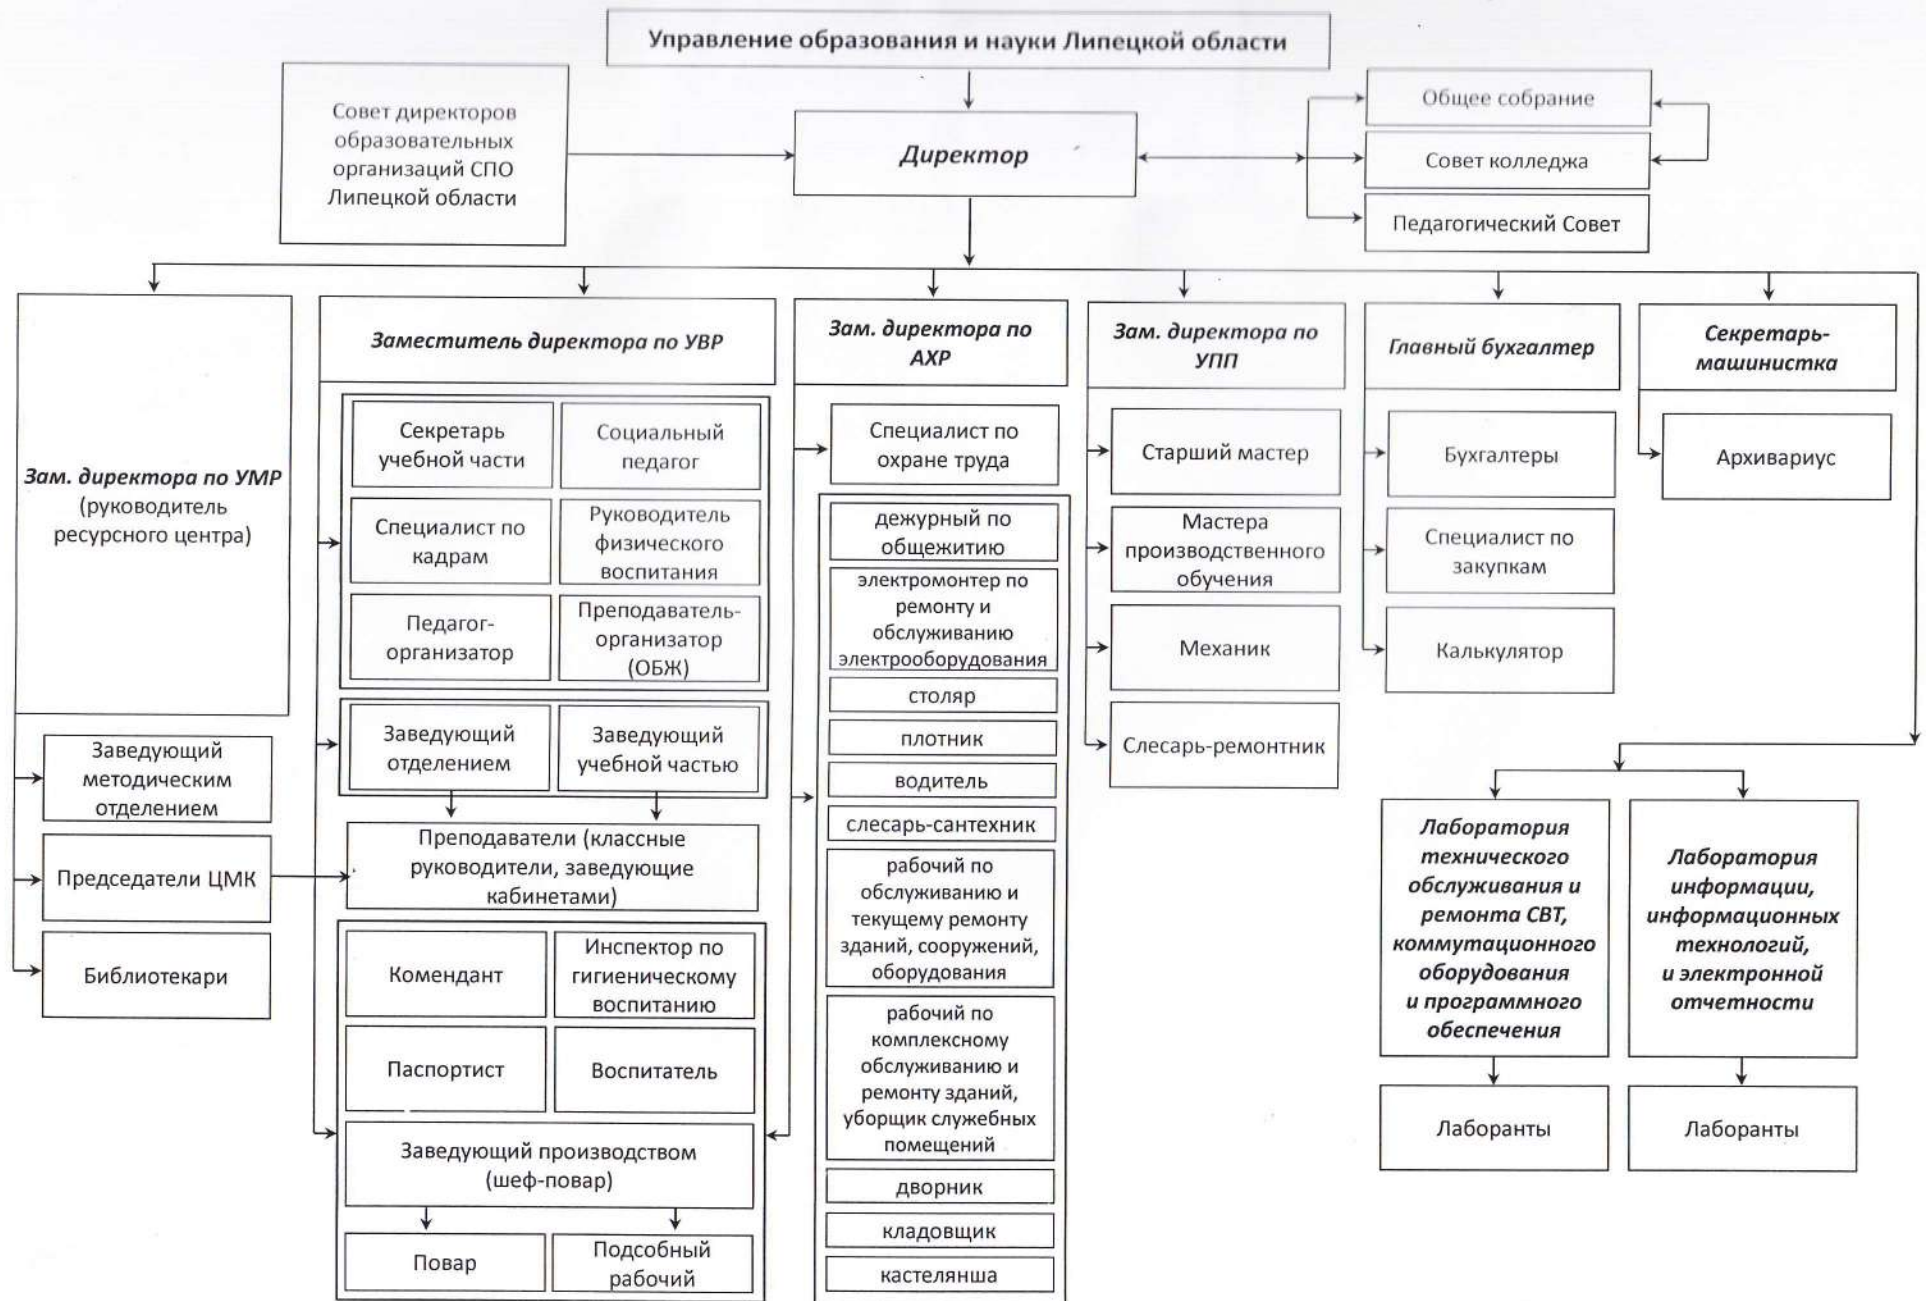 Управление образования и науки Липецкой области
Совет директоров
образовательных
организаций СПО
Липецкой области
Директор
Общее собрание
Совет колледжа
Педагогический Совет
Зам. директора по УМР
(руководитель
ресурсного центра)
Заведующий
методическим
отделением
Председатели ЦМК
Библиотекари
Заместитель директора по УВР
Секретарь
учебной части
Социальный
педагог
Специалист по
кадрам
Руководитель
физического
воспитания
Педагог-
организатор
Преподаватель-
организатор
(ОБЖ)
Заведующий
отделением
Заведующий
учебной частью
Преподаватели (классные
руководители, заведующие
кабинетами)
Комендант
Инспектор по
гигиеническому
воспитанию
Паспортист
Воспитатель
Заведующий производством
(шеф-повар)
Повар
Подсобный
рабочий
Зам. директора по
АХР
Специалист по
охране труда
дежурный по
общежитию
электромонтер по
ремонту и
обслуживанию
электрооборудования
столяр
плотник
водитель
слесарь-сантехник
рабочий по
обслуживанию и
текущему ремонту
зданий, сооружений,
оборудования
рабочий по
комплексному
обслуживанию и
ремонту зданий,
уборщик служебных
помещений
дворник
кладовщик
кастелянша
Зам. директора по
УПП
Старший мастер
Мастера
производственного
обучения
Механик
Слесарь-ремонтник
Главный бухгалтер
Бухгалтеры
Специалист по
закупкам
Калькулятор
Секретарь-
машинистка
Архивариус
Лаборатория
технического
обслуживания и
ремонта СВТ,
коммутационного
оборудования
и программного
обеспечения
Лаборанты
Лаборатория
информации,
информационных
технологий,
и электронной
отчетности
Лаборанты